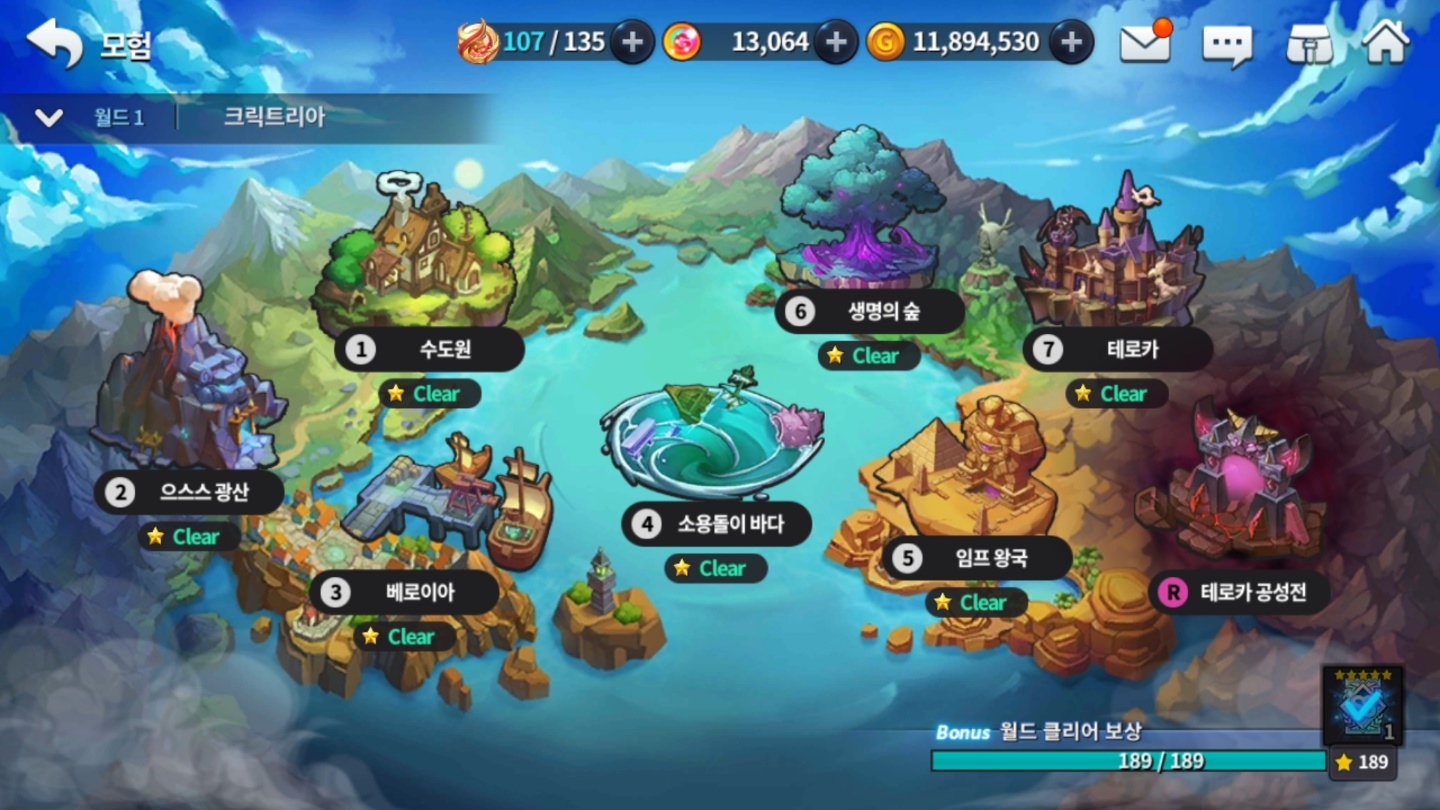 모험
107 / 135
13,064
G
11,894,530
월드 1
크릭트리아
1 수도원
Clear
2 으스스 광산
Clear
3 베로이아
Clear
4 소용돌이 바다
Clear
5 임프 왕국
Clear
6 생명의 숲
Clear
7 테로카
Clear
R 테로카 공성전
Bonus 월드 클리어 보상
189 / 189
1
189